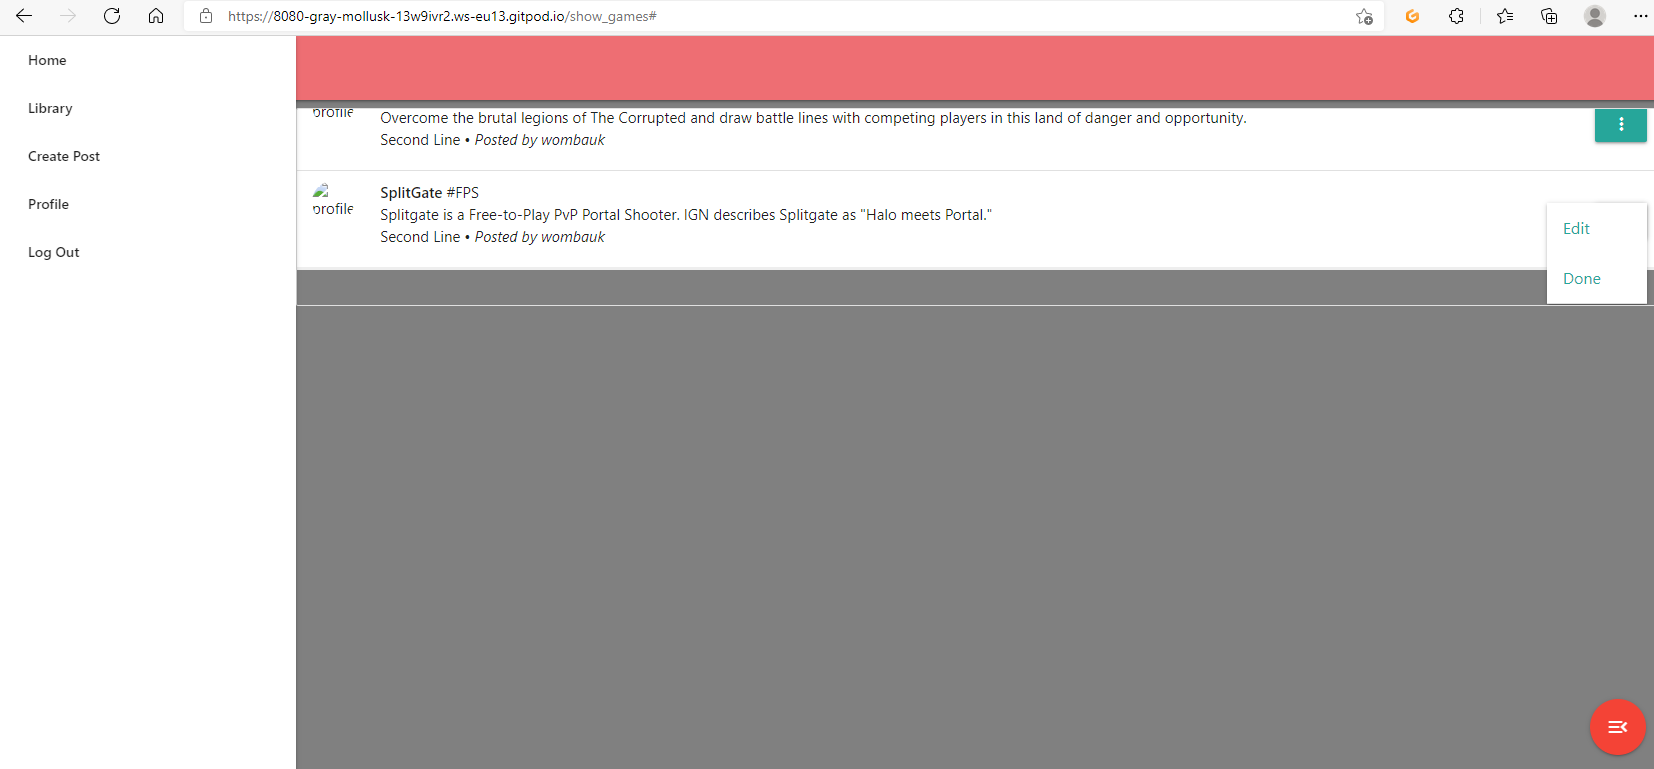 https://8080-gray-mollusk-13w9ivr2.ws-eu13.gitpod.io/show_games#
Home
Library
Create Post
Profile
Log Out
profile
Overcome the brutal legions of The Corrupted and draw battle lines with competing players in this land of danger and opportunity.
Second Line • Posted by wombauk
profile
SplitGate #FPS
Splitgate is a Free-to-Play PvP Portal Shooter. IGN describes Splitgate as "Halo meets Portal."
Second Line • Posted by wombauk
Edit
Done